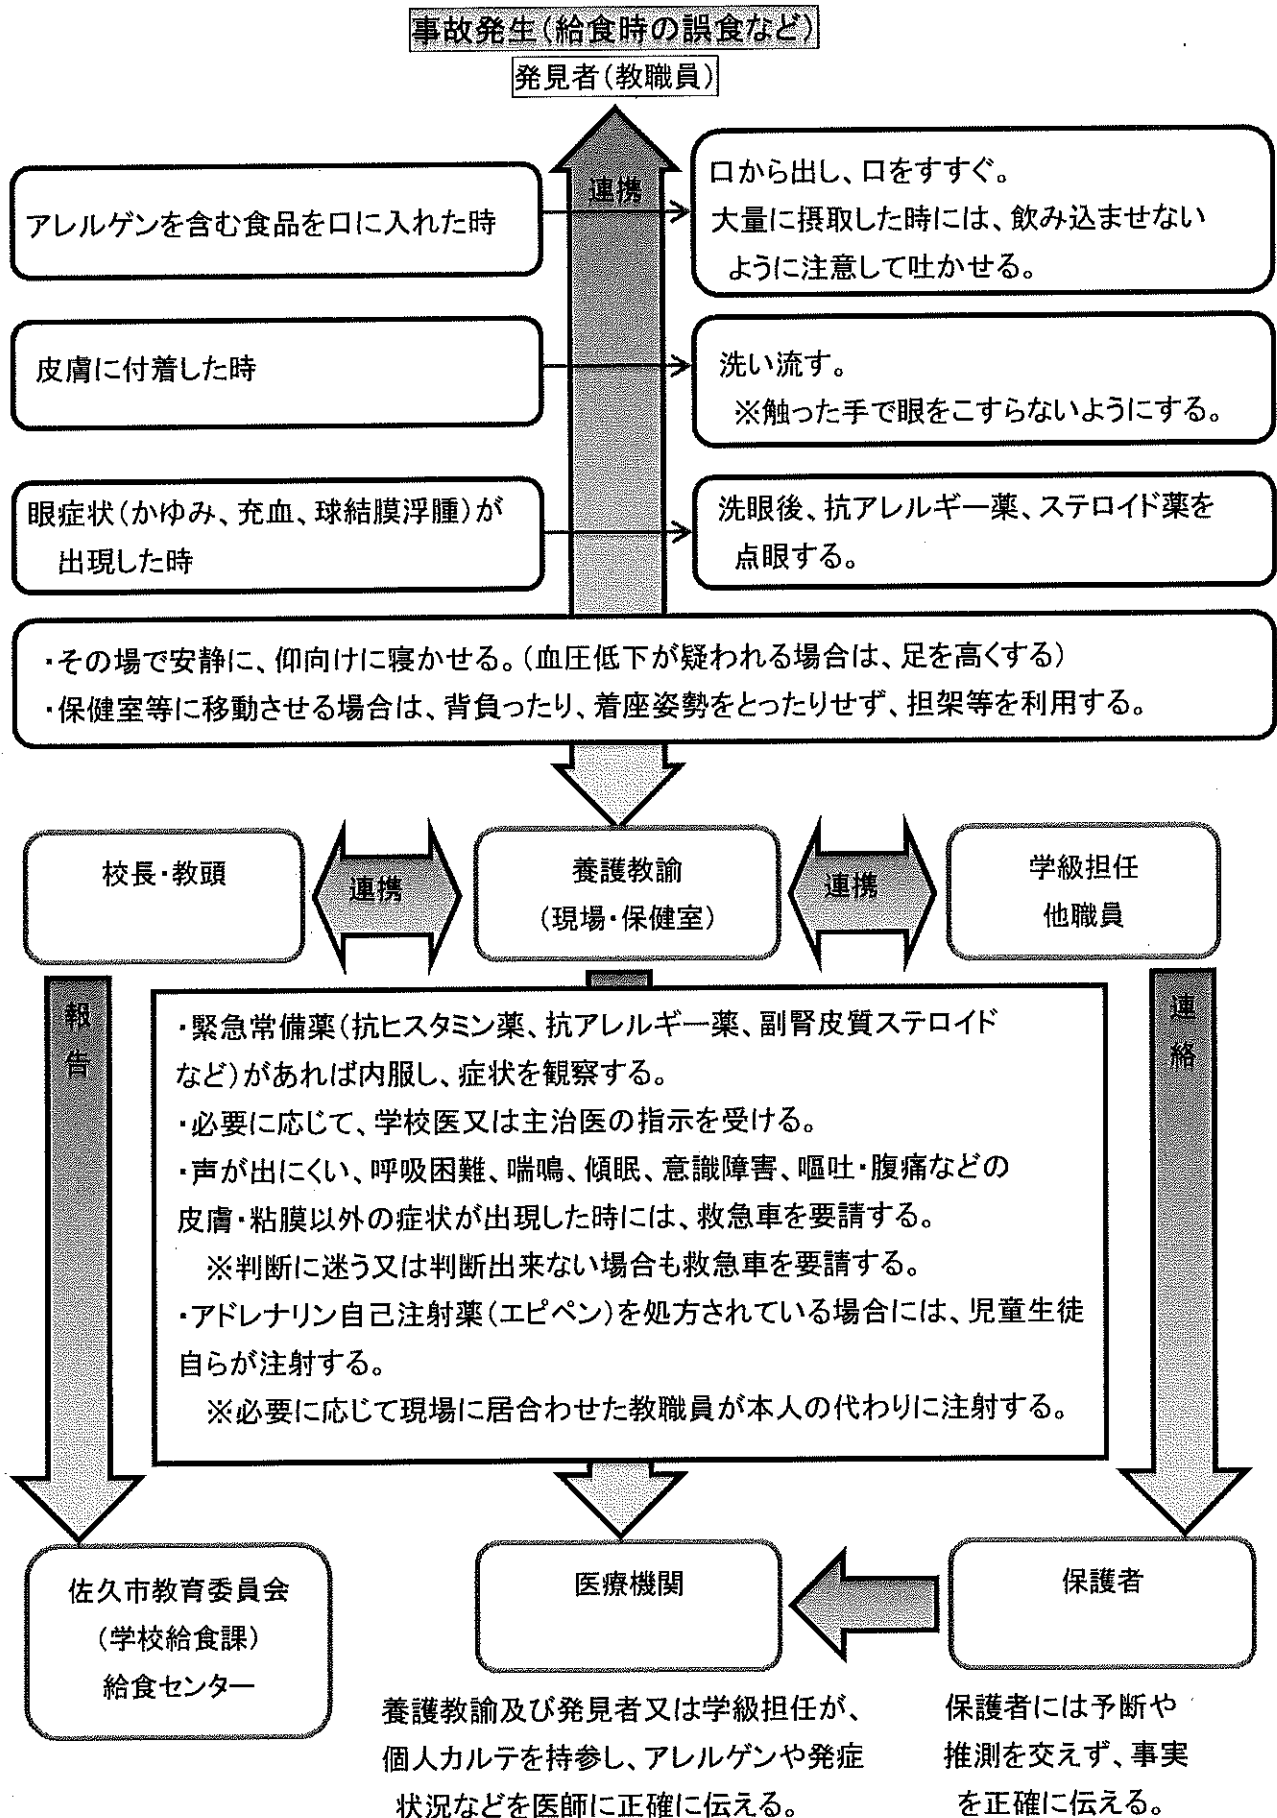 事故発生(給食時の誤食など)
発見者(教職員)
連携
アレルゲンを含む食品を口に入れた時
口から出し、口をすすぐ。
大量に摂取した時には、飲み込ませない
ように注意して吐かせる。
皮膚に付着した時
洗い流す。
※触った手で眼をこすらないようにする。
眼症状(かゆみ、充血、球結膜浮腫)が
出現した時
洗眼後、抗アレルギー薬、ステロイド薬を
点眼する。
・その場で安静に、仰向けに寝かせる。(血圧低下が疑われる場合は、足を高くする)
・保健室等に移動させる場合は、背負ったり、着座姿勢をとったりせず、担架等を利用する。
校長・教頭
連携
養護教諭
(現場・保健室)
連携
学級担任
他職員
報告
・緊急常備薬(抗ヒスタミン薬、抗アレルギー薬、副腎皮質ステロイド
など)があれば内服し、症状を観察する。
・必要に応じて、学校医又は主治医の指示を受ける。
・声が出にくい、呼吸困難、喘鳴、傾眠、意識障害、嘔吐・腹痛などの
皮膚・粘膜以外の症状が出現した時には、救急車を要請する。
※判断に迷う又は判断出来ない場合も救急車を要請する。
・アドレナリン自己注射薬(エピペン)を処方されている場合には、児童生徒
自らが注射する。
※必要に応じて現場に居合わせた教職員が本人の代わりに注射する。
連絡
佐久市教育委員会
(学校給食課)
給食センター
医療機関
保護者
養護教諭及び発見者又は学級担任が、
個人カルテを持参し、アレルゲンや発症
状況などを医師に正確に伝える。
保護者には予断や
推測を交えず、事実
を正確に伝える。